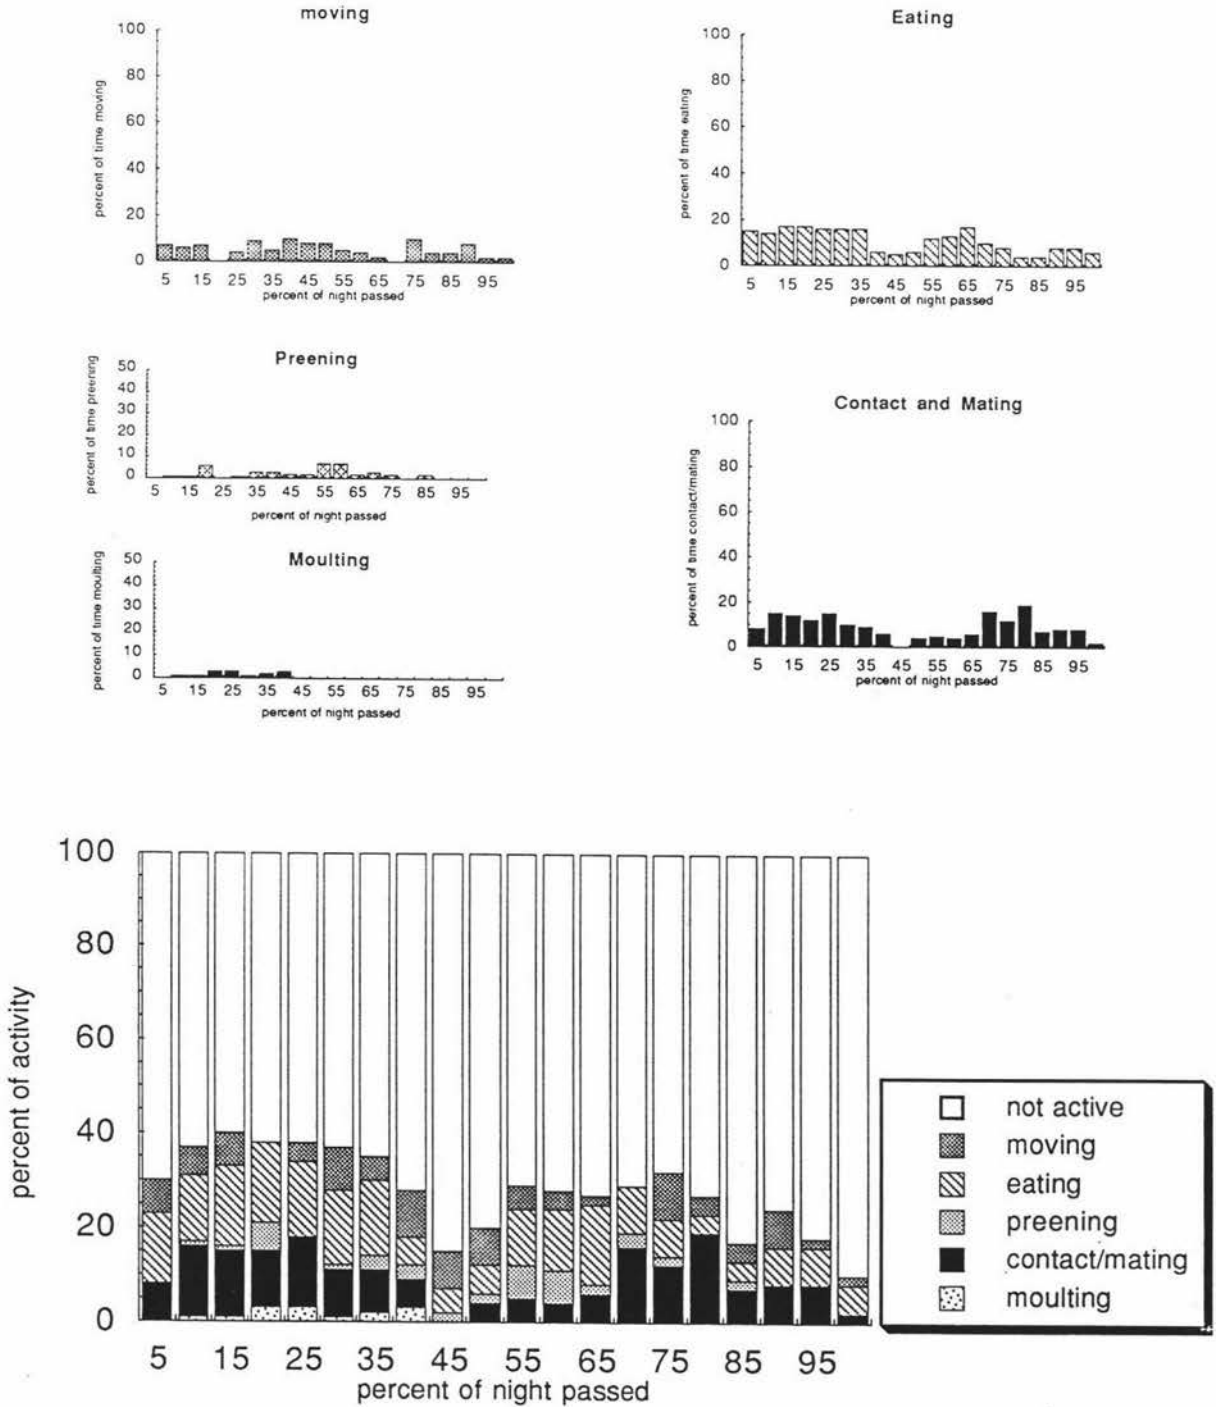 moving
percent of time moving
100
80
60
40
20
0
5 15 25 35 45 55 65 75 85 95
percent of night passed
Eating
percent of time eating
100
80
60
40
20
0
5 15 25 35 45 55 65 75 85 95
percent of night passed
Preening
percent of time preening
50
40
30
20
10
0
5 15 25 35 45 55 65 75 85 95
percent of night passed
Contact and Mating
percent of time contact/mating
100
80
60
40
20
0
5 15 25 35 45 55 65 75 85 95
percent of night passed
Moulting
percent of time moulting
50
40
30
20
10
0
5 15 25 35 45 55 65 75 85 95
percent of night passed
percent of activity
100
80
60
40
20
0
5 15 25 35 45 55 65 75 85 95
percent of night passed
not active
moving
eating
preening
contact/mating
moulting